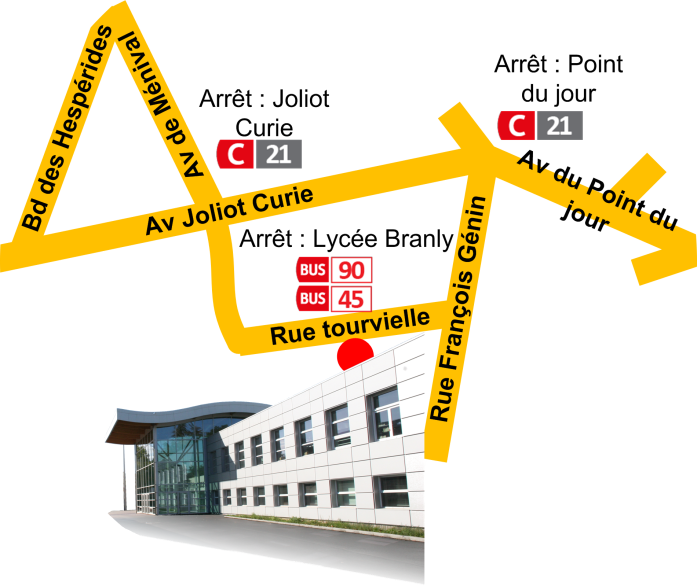 Bd des Hespérides
Av de Ménival
Arrêt : Joliot
Curie
C 21
Arrêt : Point
du jour
C 21
Av du Point du
jour
Av Joliot Curie
Arrêt : Lycée Branly
BUS 90
BUS 45
Rue tourvielle
Rue François Génin